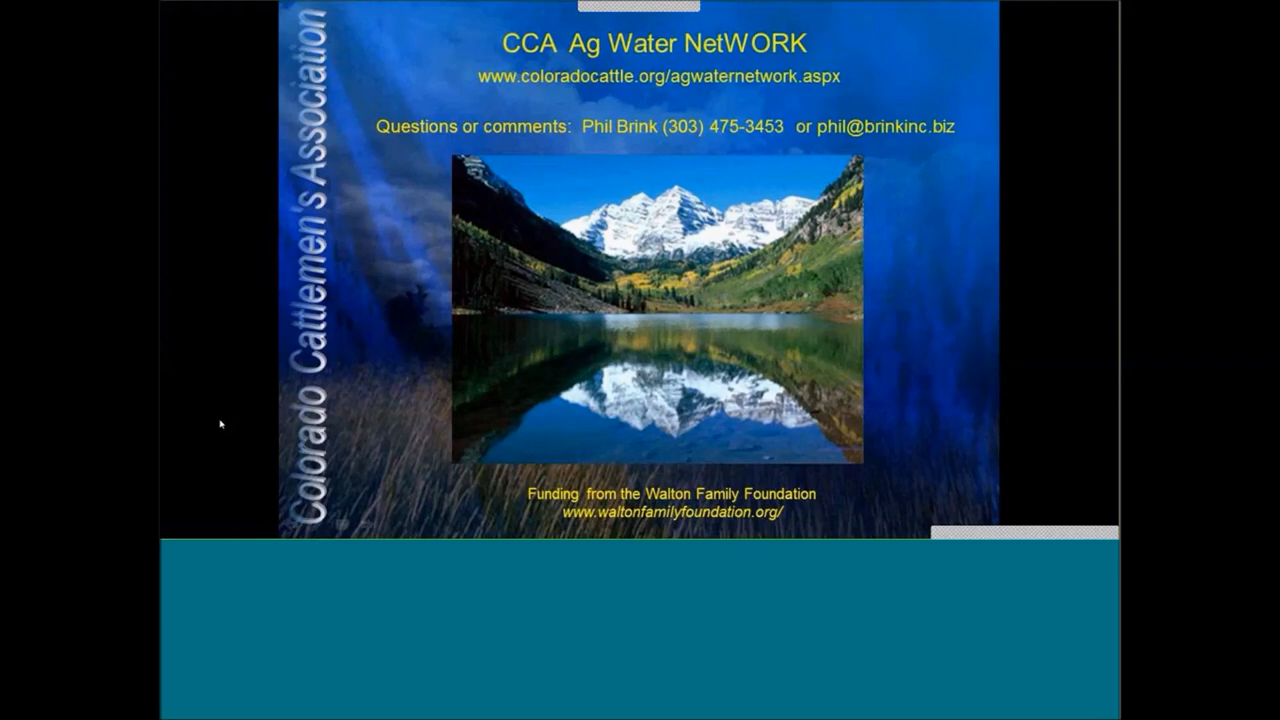 Colorado Cattlemen's Association
CCA Ag Water NetWORK
www.coloradocattle.org/agwaternetwork.aspx
Questions or comments: Phil Brink (303) 475-3453 or phil@brinkinc.biz
Funding from the Walton Family Foundation
www.waltonfamilyfoundation.org/